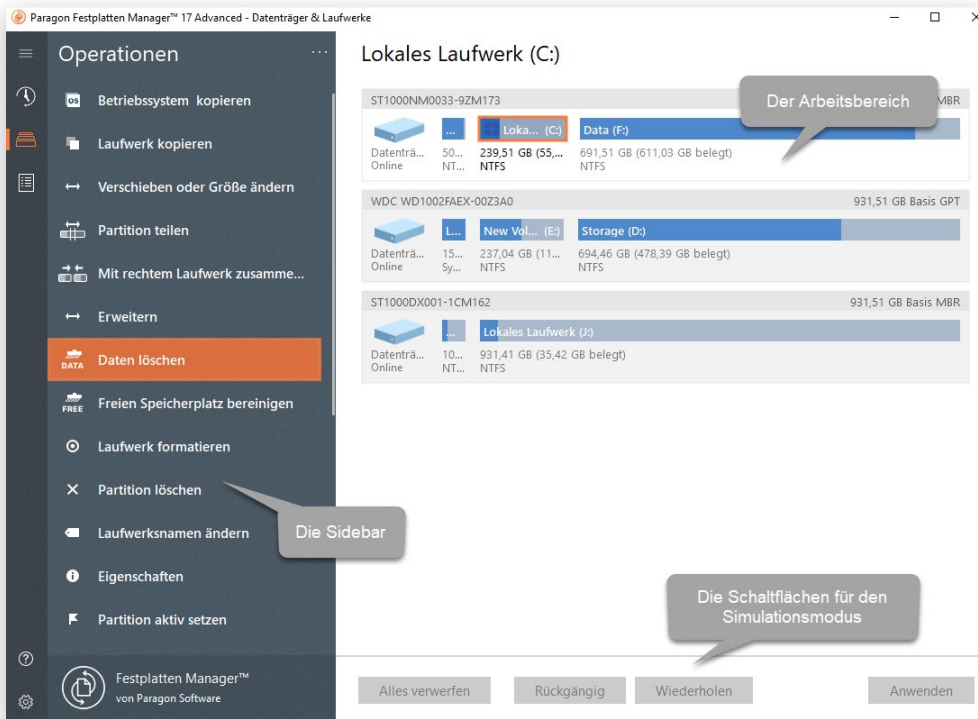 Paragon Festplatten Manager™ 17 Advanced - Datenträger & Laufwerke
Operationen
...
OS Betriebssystem kopieren
Laufwerk kopieren
Verschieben oder Größe ändern
Partition teilen
Mit rechtem Laufwerk zusamme...
Erweitern
DATA Daten löschen
FREE Freien Speicherplatz bereinigen
Laufwerk formatieren
Partition löschen
Laufwerksnamen ändern
Eigenschaften
Partition aktiv setzen
Die Sidebar
Festplatten Manager™
von Paragon Software
Lokales Laufwerk (C:)
ST1000NM0033-9ZM173 MBR
Der Arbeitsbereich
... Loka... (C:) Data (F:)
Datenträ... 50... 239,51 GB (55,... 691,51 GB (611,03 GB belegt)
Online NT... NTFS NTFS
WDC WD1002FAEX-00Z3A0 931,51 GB Basis GPT
L... New Vol... (E:) Storage (D:)
Datenträ... 15... 237,04 GB (11... 694,46 GB (478,39 GB belegt)
Online Sy... NTFS NTFS
ST1000DX001-1CM162 931,51 GB Basis MBR
... Lokales Laufwerk (J:)
Datenträ... 10... 931,41 GB (35,42 GB belegt)
Online NT... NTFS
Die Schaltflächen für den
Simulationsmodus
Alles verwerfen Rückgängig Wiederholen Anwenden